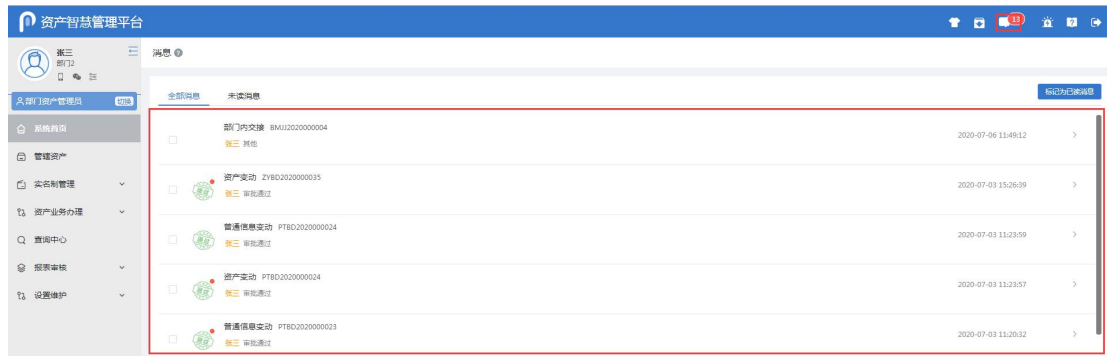 资产智慧管理平台
13
张三
部门2
部门资产管理员 切换
系统首页
管辖资产
实名制管理
资产业务办理
查询中心
报表审核
设置维护
消息
全部消息 未读消息
标记为已读消息
部门内交接 BMJJ2020000004
张三 其他
2020-07-06 11:49:12
资产变动 ZYBD2020000035
张三 审批通过
2020-07-03 15:26:39
普通信息变动 PTBD2020000024
张三 审批通过
2020-07-03 11:23:59
资产变动 PTBD2020000024
张三 审批通过
2020-07-03 11:23:57
普通信息变动 PTBD2020000023
张三 审批通过
2020-07-03 11:20:32